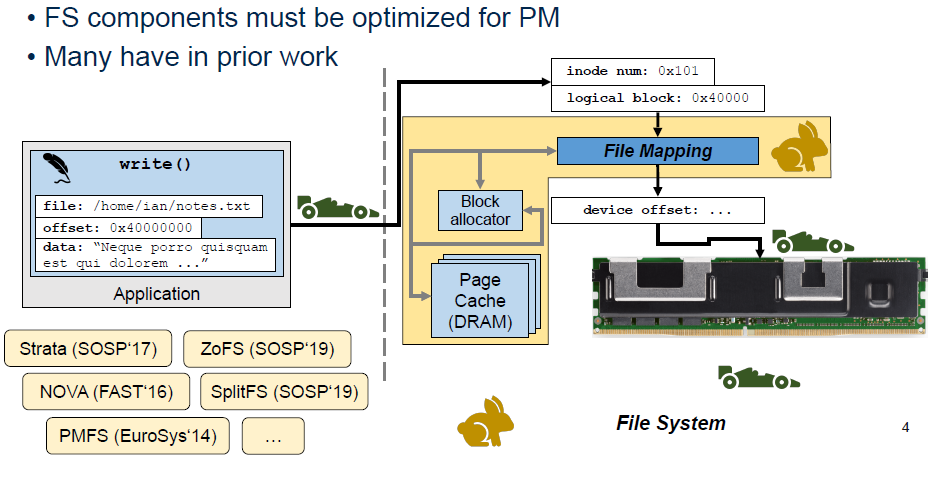 • FS components must be optimized for PM
• Many have in prior work
inode num: 0x101
logical block: 0x40000
write()
file: /home/ian/notes.txt
offset: 0x40000000
data: “Neque porro quisquam
est qui dolorem ...”
Application
File Mapping
Block
allocator
device offset: ...
Page
Cache
(DRAM)
Strata (SOSP‘17)
ZoFS (SOSP‘19)
NOVA (FAST‘16)
SplitFS (SOSP‘19)
PMFS (EuroSys‘14)
...
File System
4